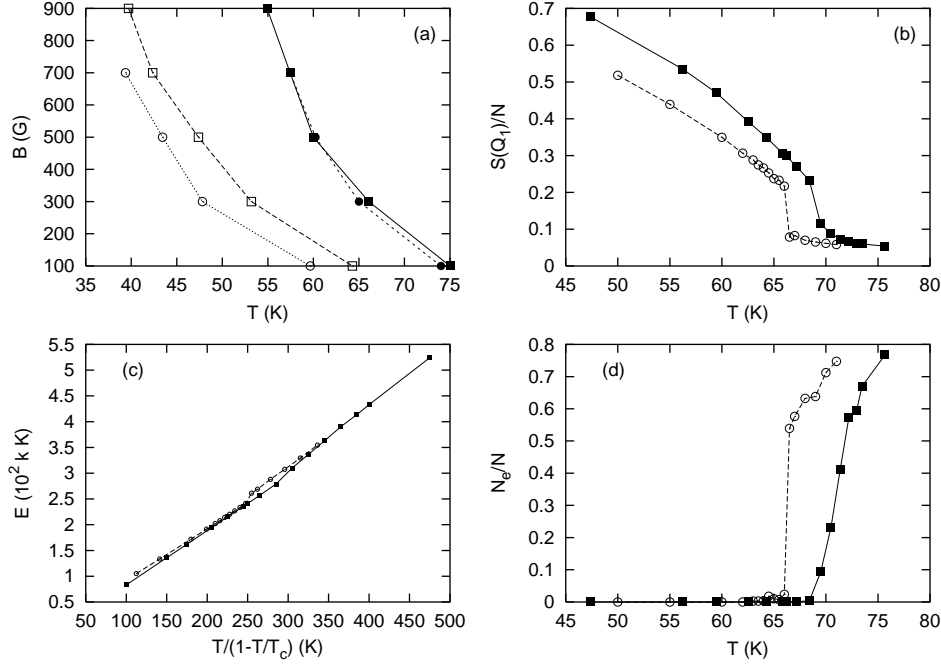 900
800
700
600
500
400
300
200
100
B (G)
(a)
35 40 45 50 55 60 65 70 75
T (K)
0.7
0.6
0.5
0.4
0.3
0.2
0.1
0
S(Q₁)/N
(b)
45 50 55 60 65 70 75 80
T (K)
5.5
5
4.5
4
3.5
3
2.5
2
1.5
1
0.5
E (10² k K)
(c)
50 100 150 200 250 300 350 400 450 500
T/(1-T/T_c) (K)
0.8
0.7
0.6
0.5
0.4
0.3
0.2
0.1
0
N_e/N
(d)
45 50 55 60 65 70 75 80
T (K)